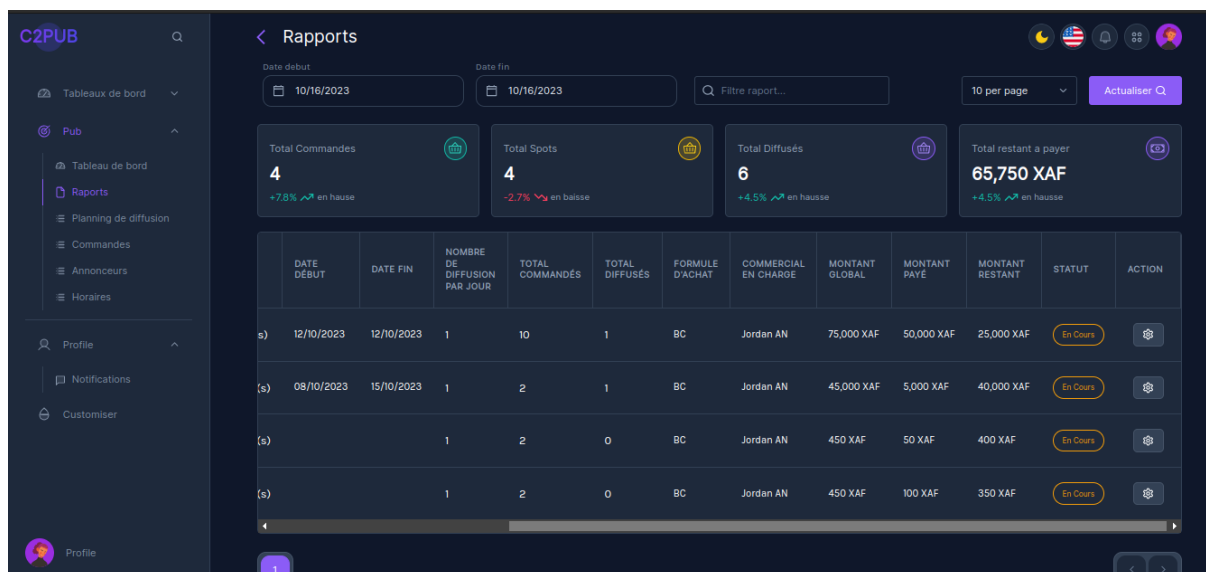 C2PUB
Tableaux de bord
Pub
Tableau de bord
Raports
Planning de diffusion
Commandes
Annonceurs
Horaires
Profile
Notifications
Customiser
Profile
Rapports
Date debut
Date fin
10/16/2023
10/16/2023
Filtre raport...
10 per page
Actualiser
Total Commandes
4
+7.8% en hause
Total Spots
4
-2.7% en baisse
Total Diffusés
6
+4.5% en hausse
Total restant a payer
65,750 XAF
+4.5% en hausse
DATE DÉBUT DATE FIN NOMBRE DE DIFFUSION PAR JOUR TOTAL COMMANDÉS TOTAL DIFFUSÉS FORMULE D'ACHAT COMMERCIAL EN CHARGE MONTANT GLOBAL MONTANT PAYÉ MONTANT RESTANT STATUT ACTION
s) 12/10/2023 12/10/2023 1 10 1 BC Jordan AN 75,000 XAF 50,000 XAF 25,000 XAF En Cours
(s) 08/10/2023 15/10/2023 1 2 1 BC Jordan AN 45,000 XAF 5,000 XAF 40,000 XAF En Cours
(s) 1 2 0 BC Jordan AN 450 XAF 50 XAF 400 XAF En Cours
(s) 1 2 0 BC Jordan AN 450 XAF 100 XAF 350 XAF En Cours
1